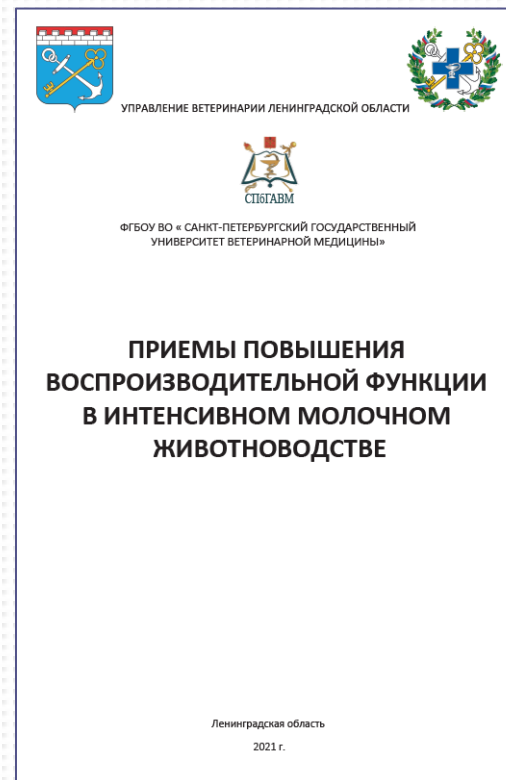 УПРАВЛЕНИЕ ВЕТЕРИНАРИИ ЛЕНИНГРАДСКОЙ ОБЛАСТИ
СПбГАВМ
ФГБОУ ВО « САНКТ-ПЕТЕРБУРГСКИЙ ГОСУДАРСТВЕННЫЙ
УНИВЕРСИТЕТ ВЕТЕРИНАРНОЙ МЕДИЦИНЫ»
ПРИЕМЫ ПОВЫШЕНИЯ
ВОСПРОИЗВОДИТЕЛЬНОЙ ФУНКЦИИ
В ИНТЕНСИВНОМ МОЛОЧНОМ
ЖИВОТНОВОДСТВЕ
Ленинградская область
2021 г.